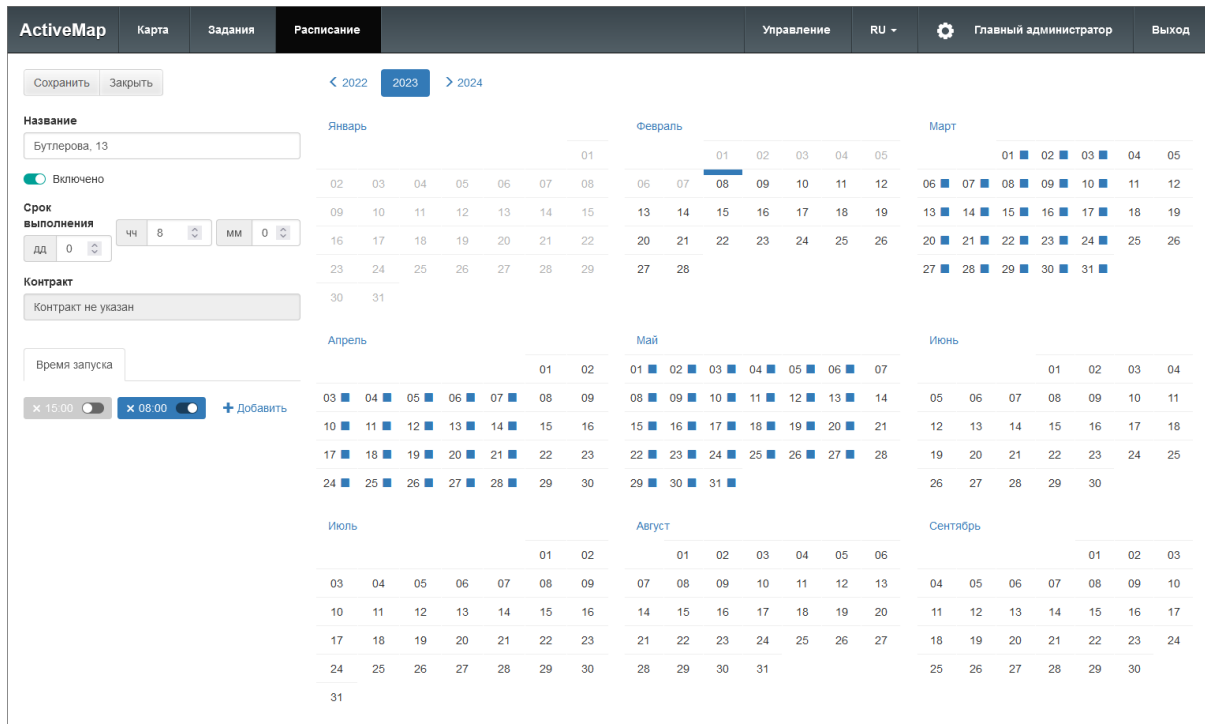 ActiveMap Карта Задания Расписание Управление RU Главный администратор Выход
Сохранить Закрыть
2022 2023 2024
Название
Бутлерова, 13
Включено
Срок
выполнения
дд 0 чч 8 мм 0
Контракт
Контракт не указан
Время запуска
× 15:00 × 08:00 + Добавить
Январь
01
02 03 04 05 06 07 08
09 10 11 12 13 14 15
16 17 18 19 20 21 22
23 24 25 26 27 28 29
30 31
Февраль
01 02 03 04 05
06 07 08 09 10 11 12
13 14 15 16 17 18 19
20 21 22 23 24 25 26
27 28
Март
01 02 03 04 05
06 07 08 09 10 11 12
13 14 15 16 17 18 19
20 21 22 23 24 25 26
27 28 29 30 31
Апрель
01 02
03 04 05 06 07 08 09
10 11 12 13 14 15 16
17 18 19 20 21 22 23
24 25 26 27 28 29 30
Май
01 02 03 04 05 06 07
08 09 10 11 12 13 14
15 16 17 18 19 20 21
22 23 24 25 26 27 28
29 30 31
Июнь
01 02 03 04
05 06 07 08 09 10 11
12 13 14 15 16 17 18
19 20 21 22 23 24 25
26 27 28 29 30
Июль
01 02
03 04 05 06 07 08 09
10 11 12 13 14 15 16
17 18 19 20 21 22 23
24 25 26 27 28 29 30
31
Август
01 02 03 04 05 06
07 08 09 10 11 12 13
14 15 16 17 18 19 20
21 22 23 24 25 26 27
28 29 30 31
Сентябрь
01 02 03
04 05 06 07 08 09 10
11 12 13 14 15 16 17
18 19 20 21 22 23 24
25 26 27 28 29 30